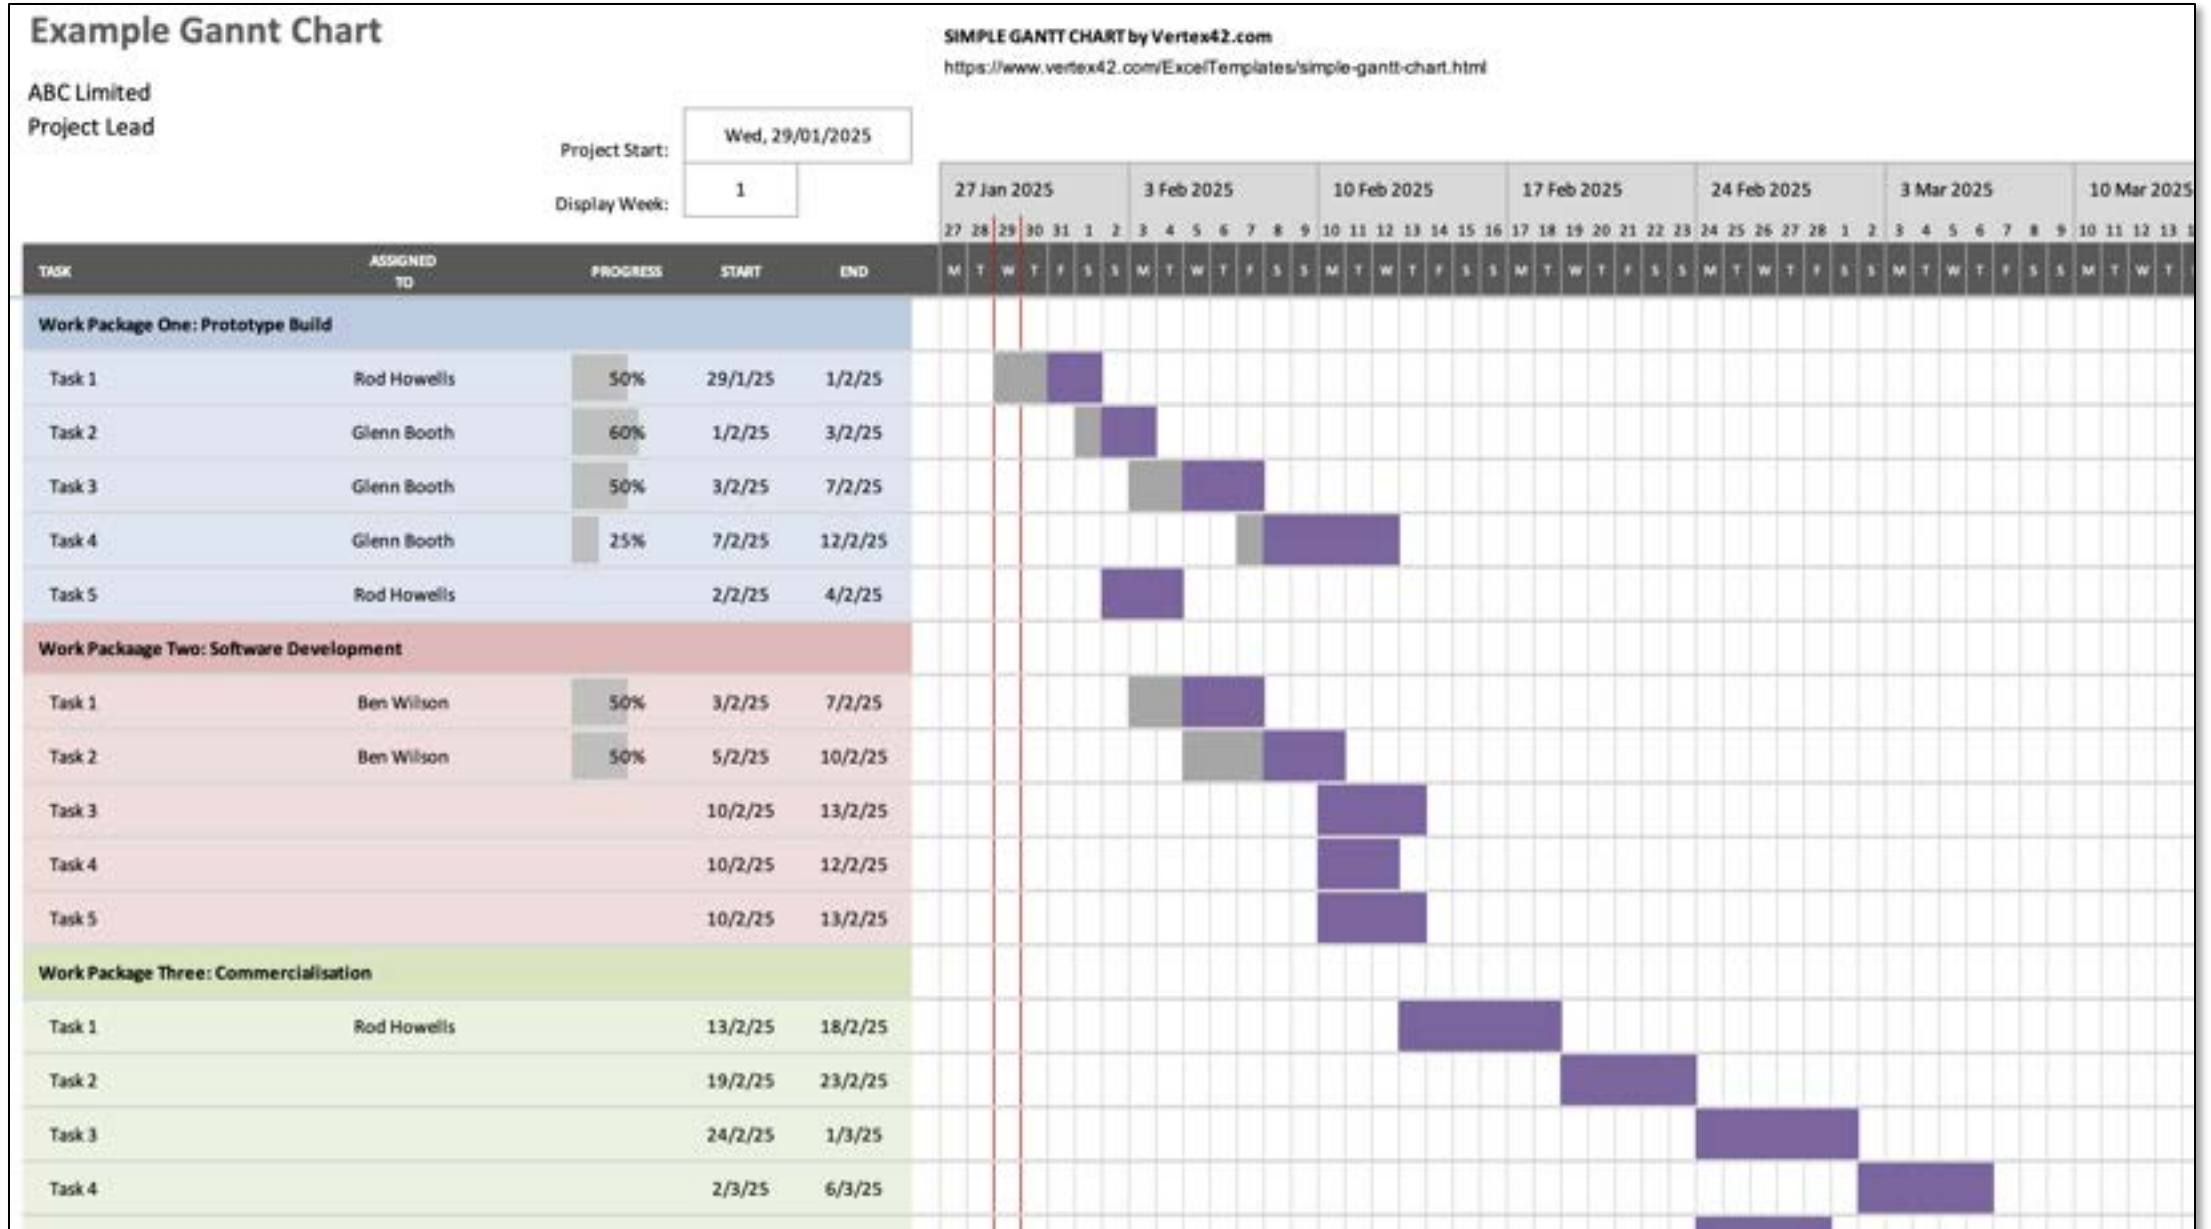 Example Gannt Chart
SIMPLE GANTT CHART by Vertex42.com
https://www.vertex42.com/ExcelTemplates/simple-gantt-chart.html
ABC Limited
Project Lead
Project Start: Wed, 29/01/2025
Display Week: 1
27 Jan 2025 3 Feb 2025 10 Feb 2025 17 Feb 2025 24 Feb 2025 3 Mar 2025 10 Mar 2025
27 28 29 30 31 1 2 3 4 5 6 7 8 9 10 11 12 13 14 15 16 17 18 19 20 21 22 23 24 25 26 27 28 1 2 3 4 5 6 7 8 9 10 11 12 13
TASK ASSIGNED TO PROGRESS START END M T W T F S S M T W T F S S M T W T F S S M T W T F S S M T W T F S S M T W T F S S M T W T
Work Package One: Prototype Build
Task 1 Rod Howells 50% 29/1/25 1/2/25
Task 2 Glenn Booth 60% 1/2/25 3/2/25
Task 3 Glenn Booth 50% 3/2/25 7/2/25
Task 4 Glenn Booth 25% 7/2/25 12/2/25
Task 5 Rod Howells 2/2/25 4/2/25
Work Packaage Two: Software Development
Task 1 Ben Wilson 50% 3/2/25 7/2/25
Task 2 Ben Wilson 50% 5/2/25 10/2/25
Task 3 10/2/25 13/2/25
Task 4 10/2/25 12/2/25
Task 5 10/2/25 13/2/25
Work Package Three: Commercialisation
Task 1 Rod Howells 13/2/25 18/2/25
Task 2 19/2/25 23/2/25
Task 3 24/2/25 1/3/25
Task 4 2/3/25 6/3/25